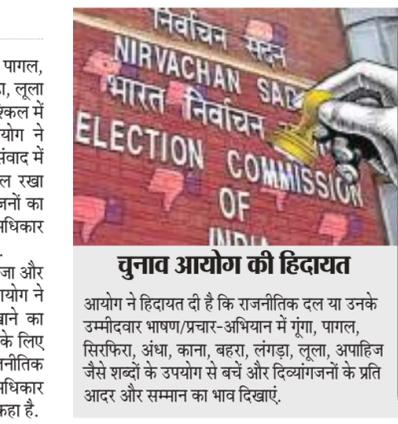 पागल,
लूला
में
योग ने
संवाद में
रखा
जनों का
जा और
योग ने
का
के लिए
कहा है.
निर्वाचन सदन
NIRVACHAN SAD
भारत निर्वाचन
ELECTION COMMISSION
OF
INDIA
चुनाव आयोग की हिदायत
आयोग ने हिदायत दी है कि राजनीतिक दल या उनके
उम्मीदवार भाषण/प्रचार-अभियान में गूंगा, पागल,
सिरफिरा, अंधा, काना, बहरा, लंगड़ा, लूला, अपाहिज
जैसे शब्दों के उपयोग से बचें और दिव्यांगजनों के प्रति
आदर और सम्मान का भाव दिखाएं.